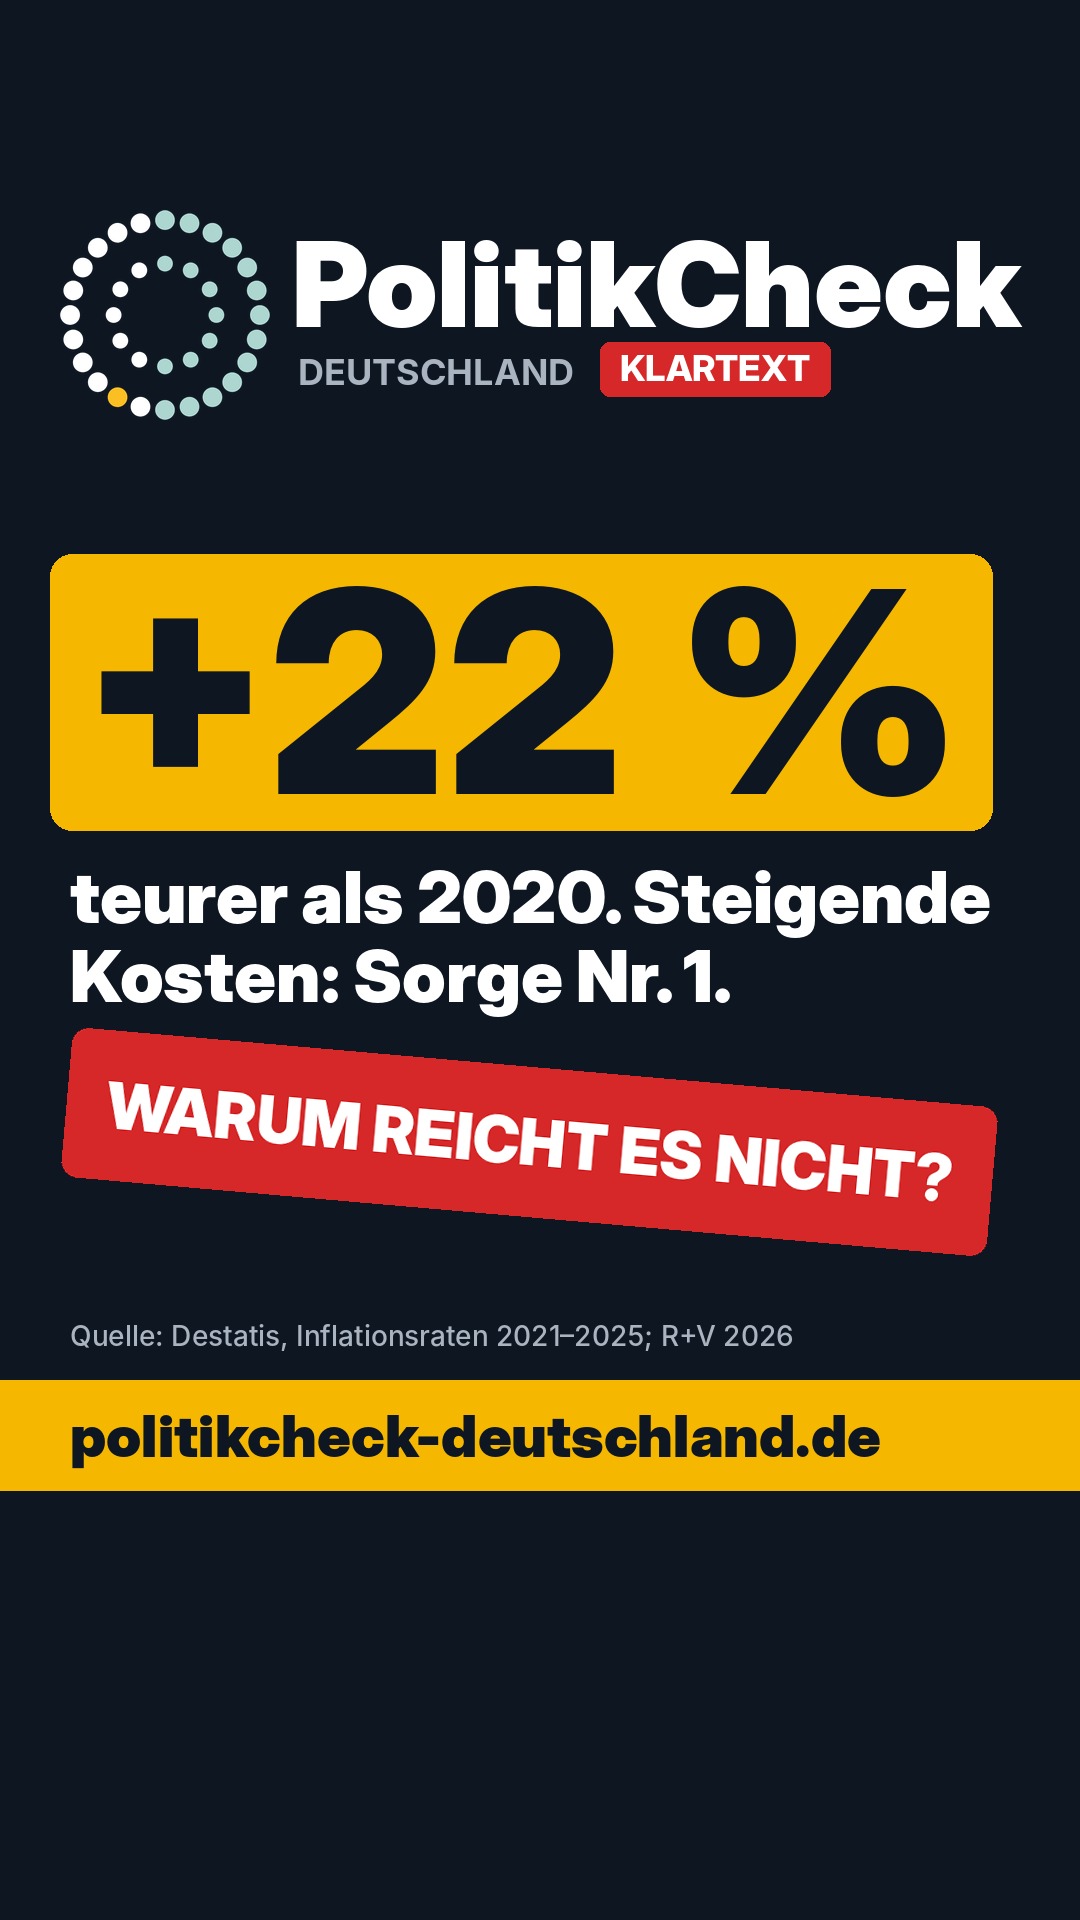 PolitikCheck
DEUTSCHLAND KLARTEXT
+22 %
teurer als 2020. Steigende
Kosten: Sorge Nr. 1.
WARUM REICHT ES NICHT?
Quelle: Destatis, Inflationsraten 2021–2025; R+V 2026
politikcheck-deutschland.de